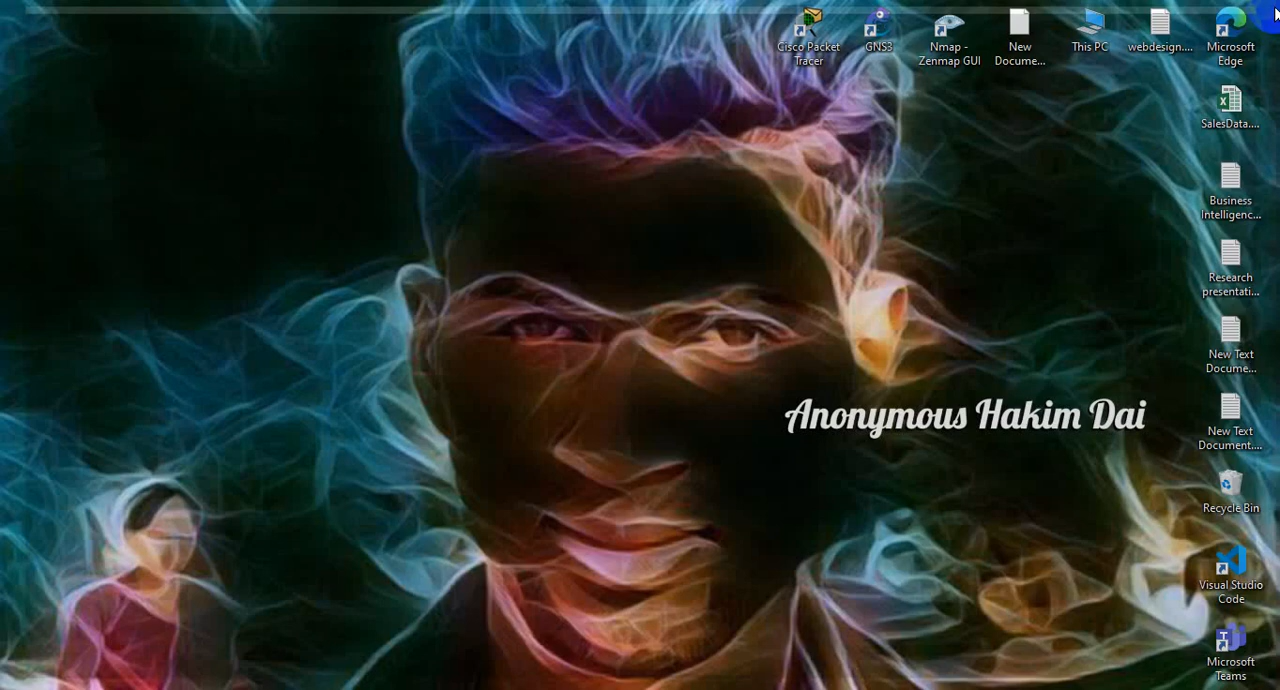 Cisco Packet
Tracer
GNS3
Nmap -
Zenmap GUI
New
Docume...
This PC
webdesign....
Microsoft
Edge
SalesData....
Business
Intelligenc...
Research
presentati...
New Text
Docume...
Anonymous Hakim Dai
New Text
Document....
Recycle Bin
Visual Studio
Code
Microsoft
Teams